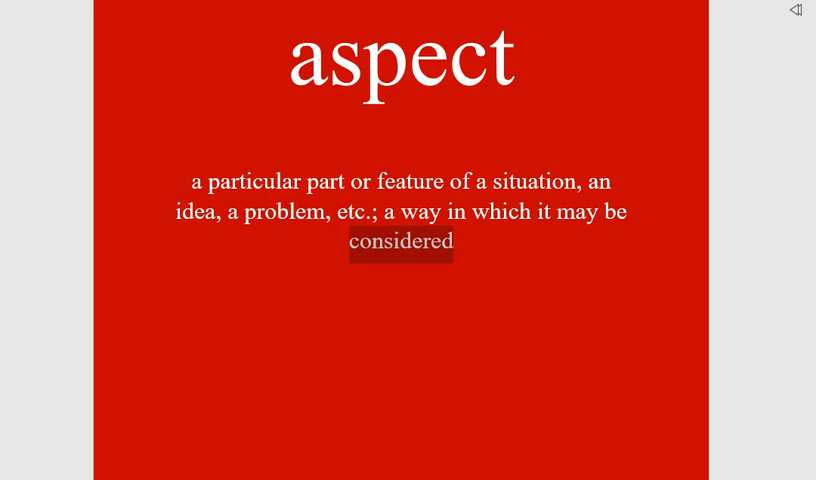 aspect
a particular part or feature of a situation, an
idea, a problem, etc.; a way in which it may be
considered